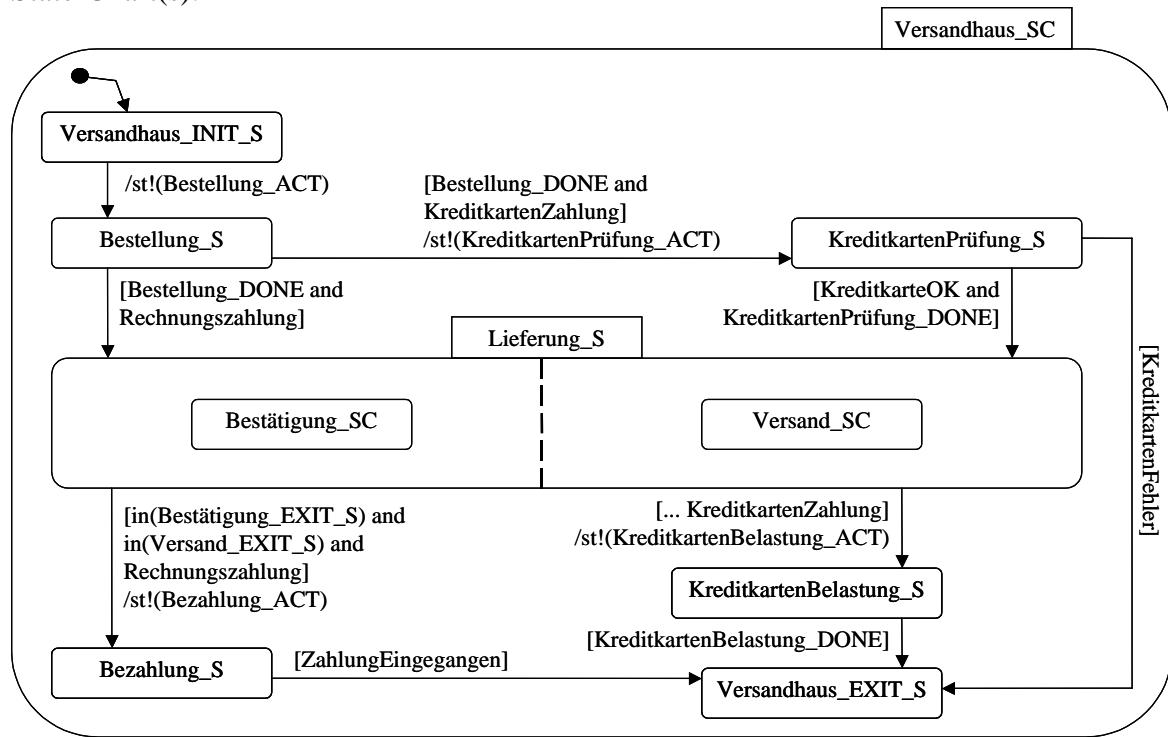 Versandhaus_SC
Versandhaus_INIT_S
/st!(Bestellung_ACT)
[Bestellung_DONE and
KreditkartenZahlung]
/st!(KreditkartenPrüfung_ACT)
Bestellung_S
KreditkartenPrüfung_S
[Bestellung_DONE and
Rechnungszahlung]
[KreditkarteOK and
KreditkartenPrüfung_DONE]
Lieferung_S
[KreditkartenFehler]
Bestätigung_SC
Versand_SC
[in(Bestätigung_EXIT_S) and
in(Versand_EXIT_S) and
Rechnungszahlung]
/st!(Bezahlung_ACT)
[... KreditkartenZahlung]
/st!(KreditkartenBelastung_ACT)
KreditkartenBelastung_S
[KreditkartenBelastung_DONE]
Bezahlung_S
[ZahlungEingegangen]
Versandhaus_EXIT_S